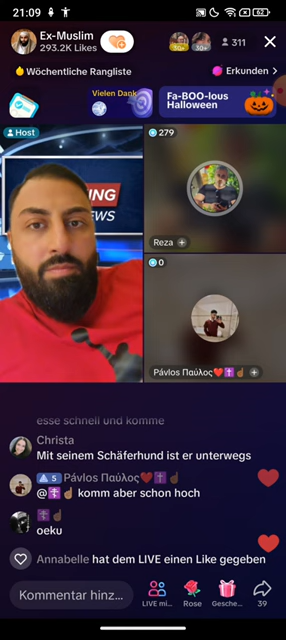 21:09
62
Ex-Muslim
293.2K Likes
30+
30+
311
Wöchentliche Rangliste
Erkunden >
Vielen Dank
Fa-BOO-lous
Halloween
Host
279
NEWS
Reza +
0
Pávlos Παύλος❤️✝️☝🏾 +
esse schnell und komme
Christa
Mit seinem Schäferhund ist er unterwegs
5 Pávlos Παύλος❤️✝️☝🏾
@☦️☝🏾 komm aber schon hoch
☦️☝🏾
oeku
Annabelle hat dem LIVE einen Like gegeben
Kommentar hinz...
LIVE mi...
Rose
Gesche...
39